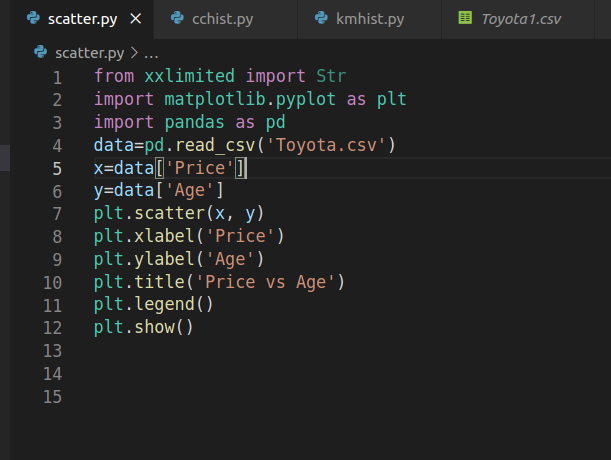 scatter.py × cchist.py kmhist.py Toyota1.csv
scatter.py > ...
1 from xxlimited import Str
2 import matplotlib.pyplot as plt
3 import pandas as pd
4 data=pd.read_csv('Toyota.csv')
5 x=data['Price']
6 y=data['Age']
7 plt.scatter(x, y)
8 plt.xlabel('Price')
9 plt.ylabel('Age')
10 plt.title('Price vs Age')
11 plt.legend()
12 plt.show()
13
14
15